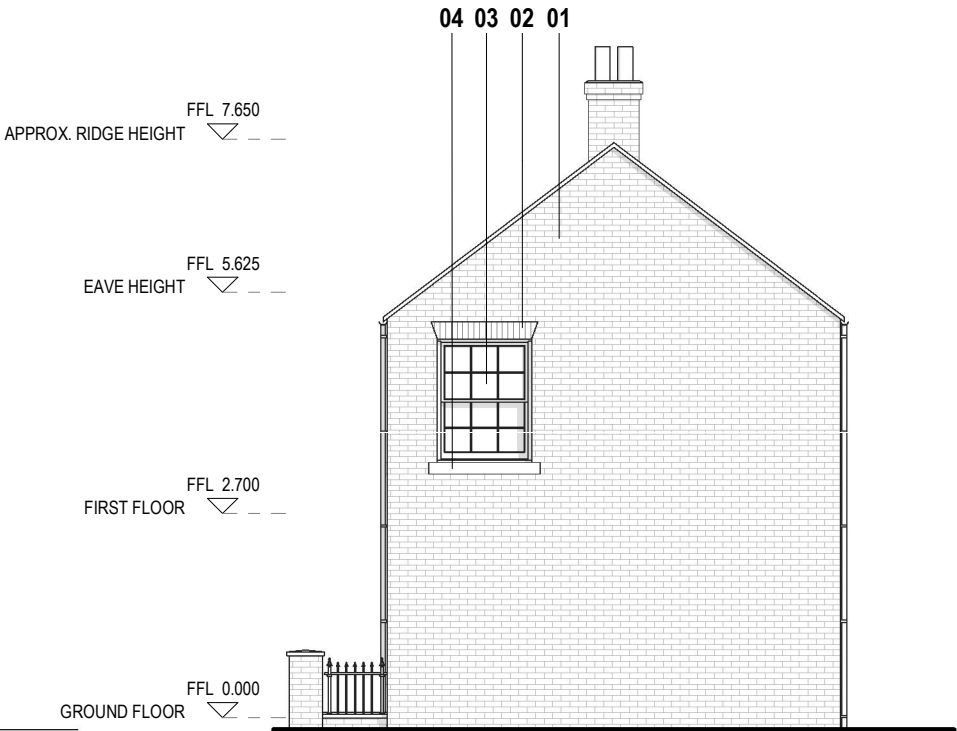 04 03 02 01
FFL 7.650
APPROX. RIDGE HEIGHT
FFL 5.625
EAVE HEIGHT
FFL 2.700
FIRST FLOOR
FFL 0.000
GROUND FLOOR